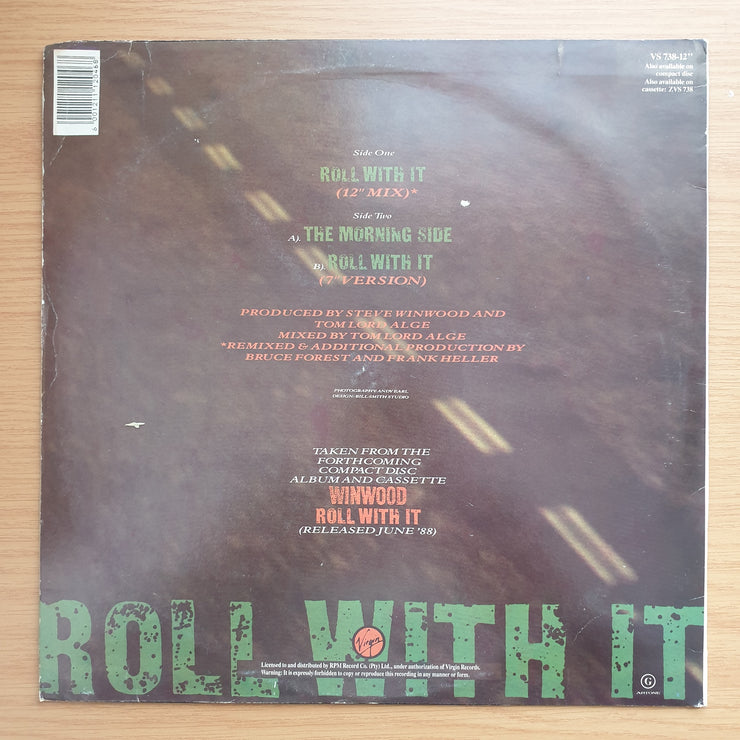 VS 738-12"
Also available on
compact disc
Also available on
cassette: ZVS 738
6 001211 120468
Side One
ROLL WITH IT
(12" MIX)*
Side Two
A). THE MORNING SIDE
B). ROLL WITH IT
(7" VERSION)
PRODUCED BY STEVE WINWOOD AND
TOM LORD ALGE
MIXED BY TOM LORD ALGE
*REMIXED & ADDITIONAL PRODUCTION BY
BRUCE FOREST AND FRANK HELLER
PHOTOGRAPHY: ANDY EARL
DESIGN: BILL SMITH STUDIO
TAKEN FROM THE
FORTHCOMING
COMPACT DISC
ALBUM AND CASSETTE
WINWOOD
ROLL WITH IT
(RELEASED JUNE '88)
ROLL WITH IT
Virgin
Licensed to and distributed by RPM Record Co. (Pty) Ltd., under authorization of Virgin Records.
Warning: It is expressly forbidden to copy or reproduce this recording in any manner or form.
G
ARTONE